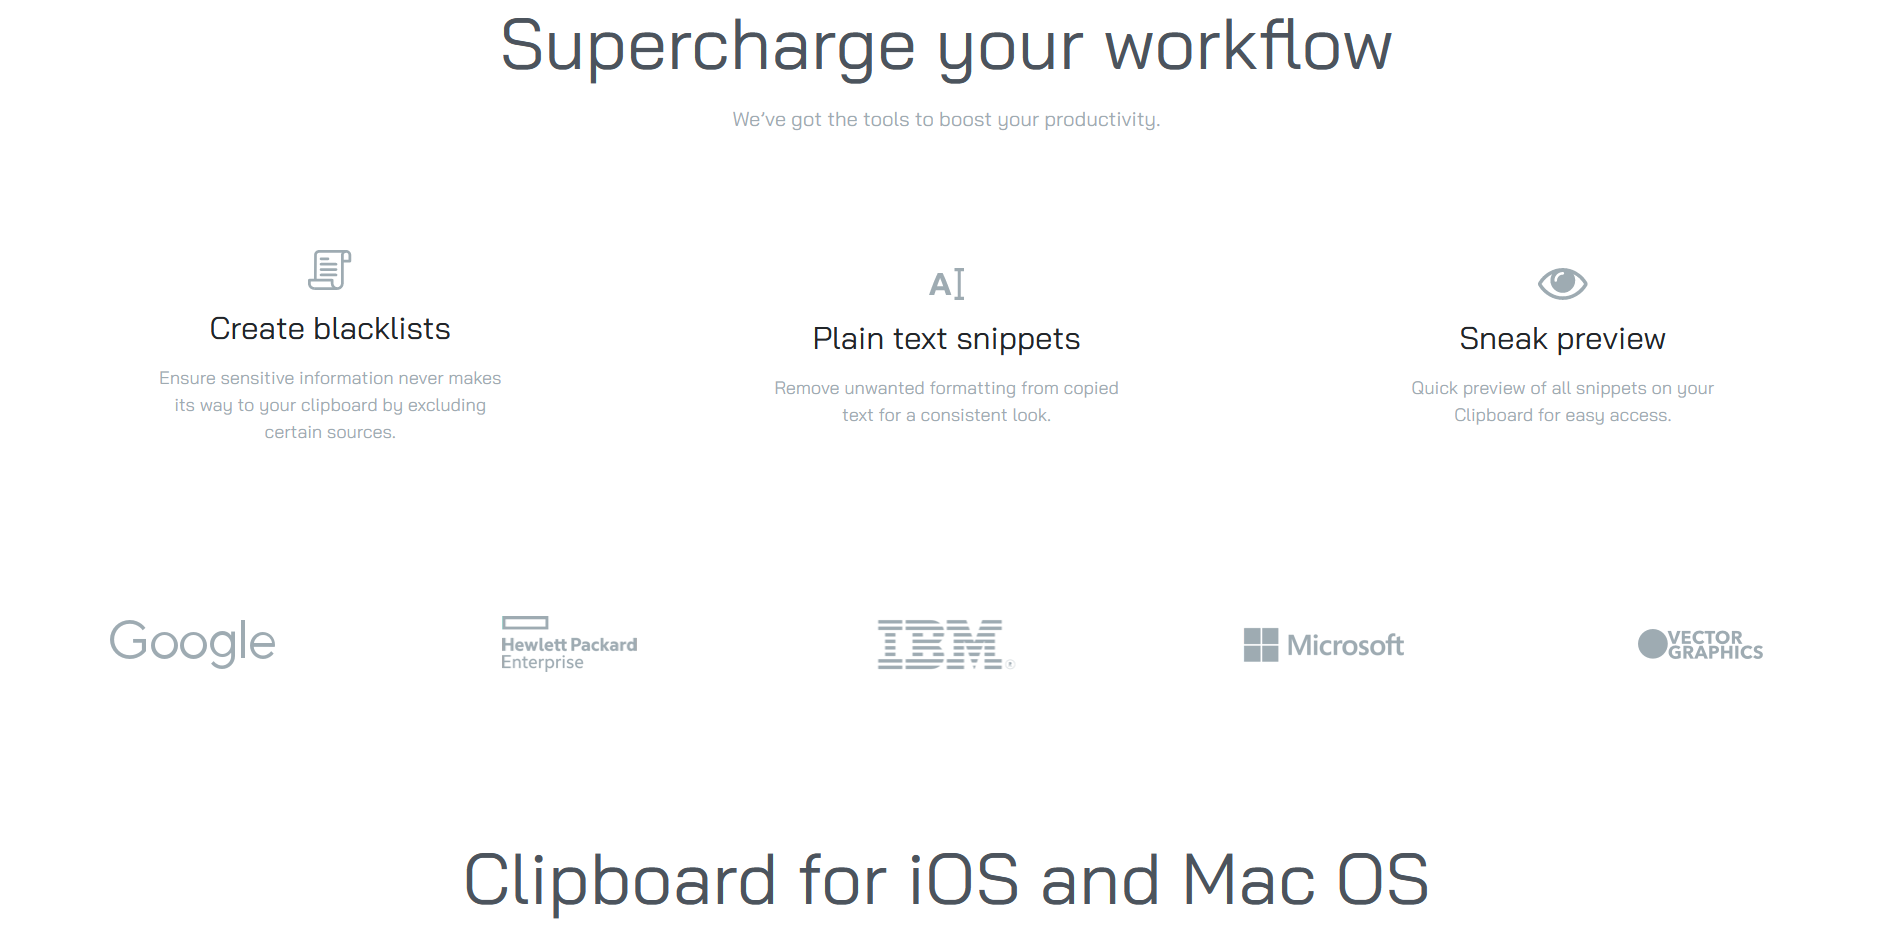 Supercharge your workflow
We’ve got the tools to boost your productivity.
Create blacklists
Ensure sensitive information never makes
its way to your clipboard by excluding
certain sources.
A
Plain text snippets
Remove unwanted formatting from copied
text for a consistent look.
Sneak preview
Quick preview of all snippets on your
Clipboard for easy access.
Google
Hewlett Packard
Enterprise
IBM®
Microsoft
VECTOR
GRAPHICS
Clipboard for iOS and Mac OS